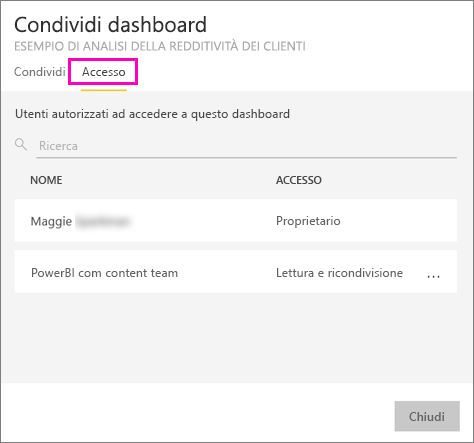 Condividi dashboard
ESEMPIO DI ANALISI DELLA REDDITIVITÀ DEI CLIENTI
Condividi Accesso
Utenti autorizzati ad accedere a questo dashboard
Ricerca
NOME ACCESSO
Maggie Proprietario
PowerBI com content team Lettura e ricondivisione ...
Chiudi